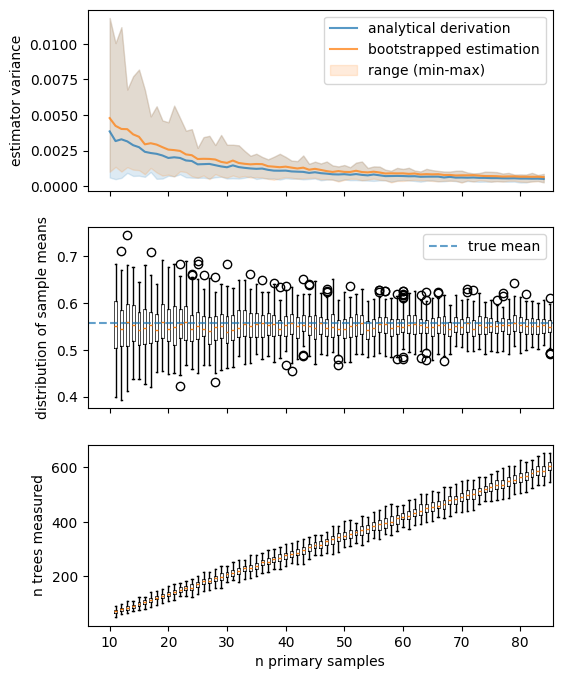 analytical derivation
bootstrapped estimation
range (min-max)
estimator variance
0.0100
0.0075
0.0050
0.0025
0.0000
true mean
distribution of sample means
0.7
0.6
0.5
0.4
n trees measured
600
400
200
10 20 30 40 50 60 70 80
n primary samples